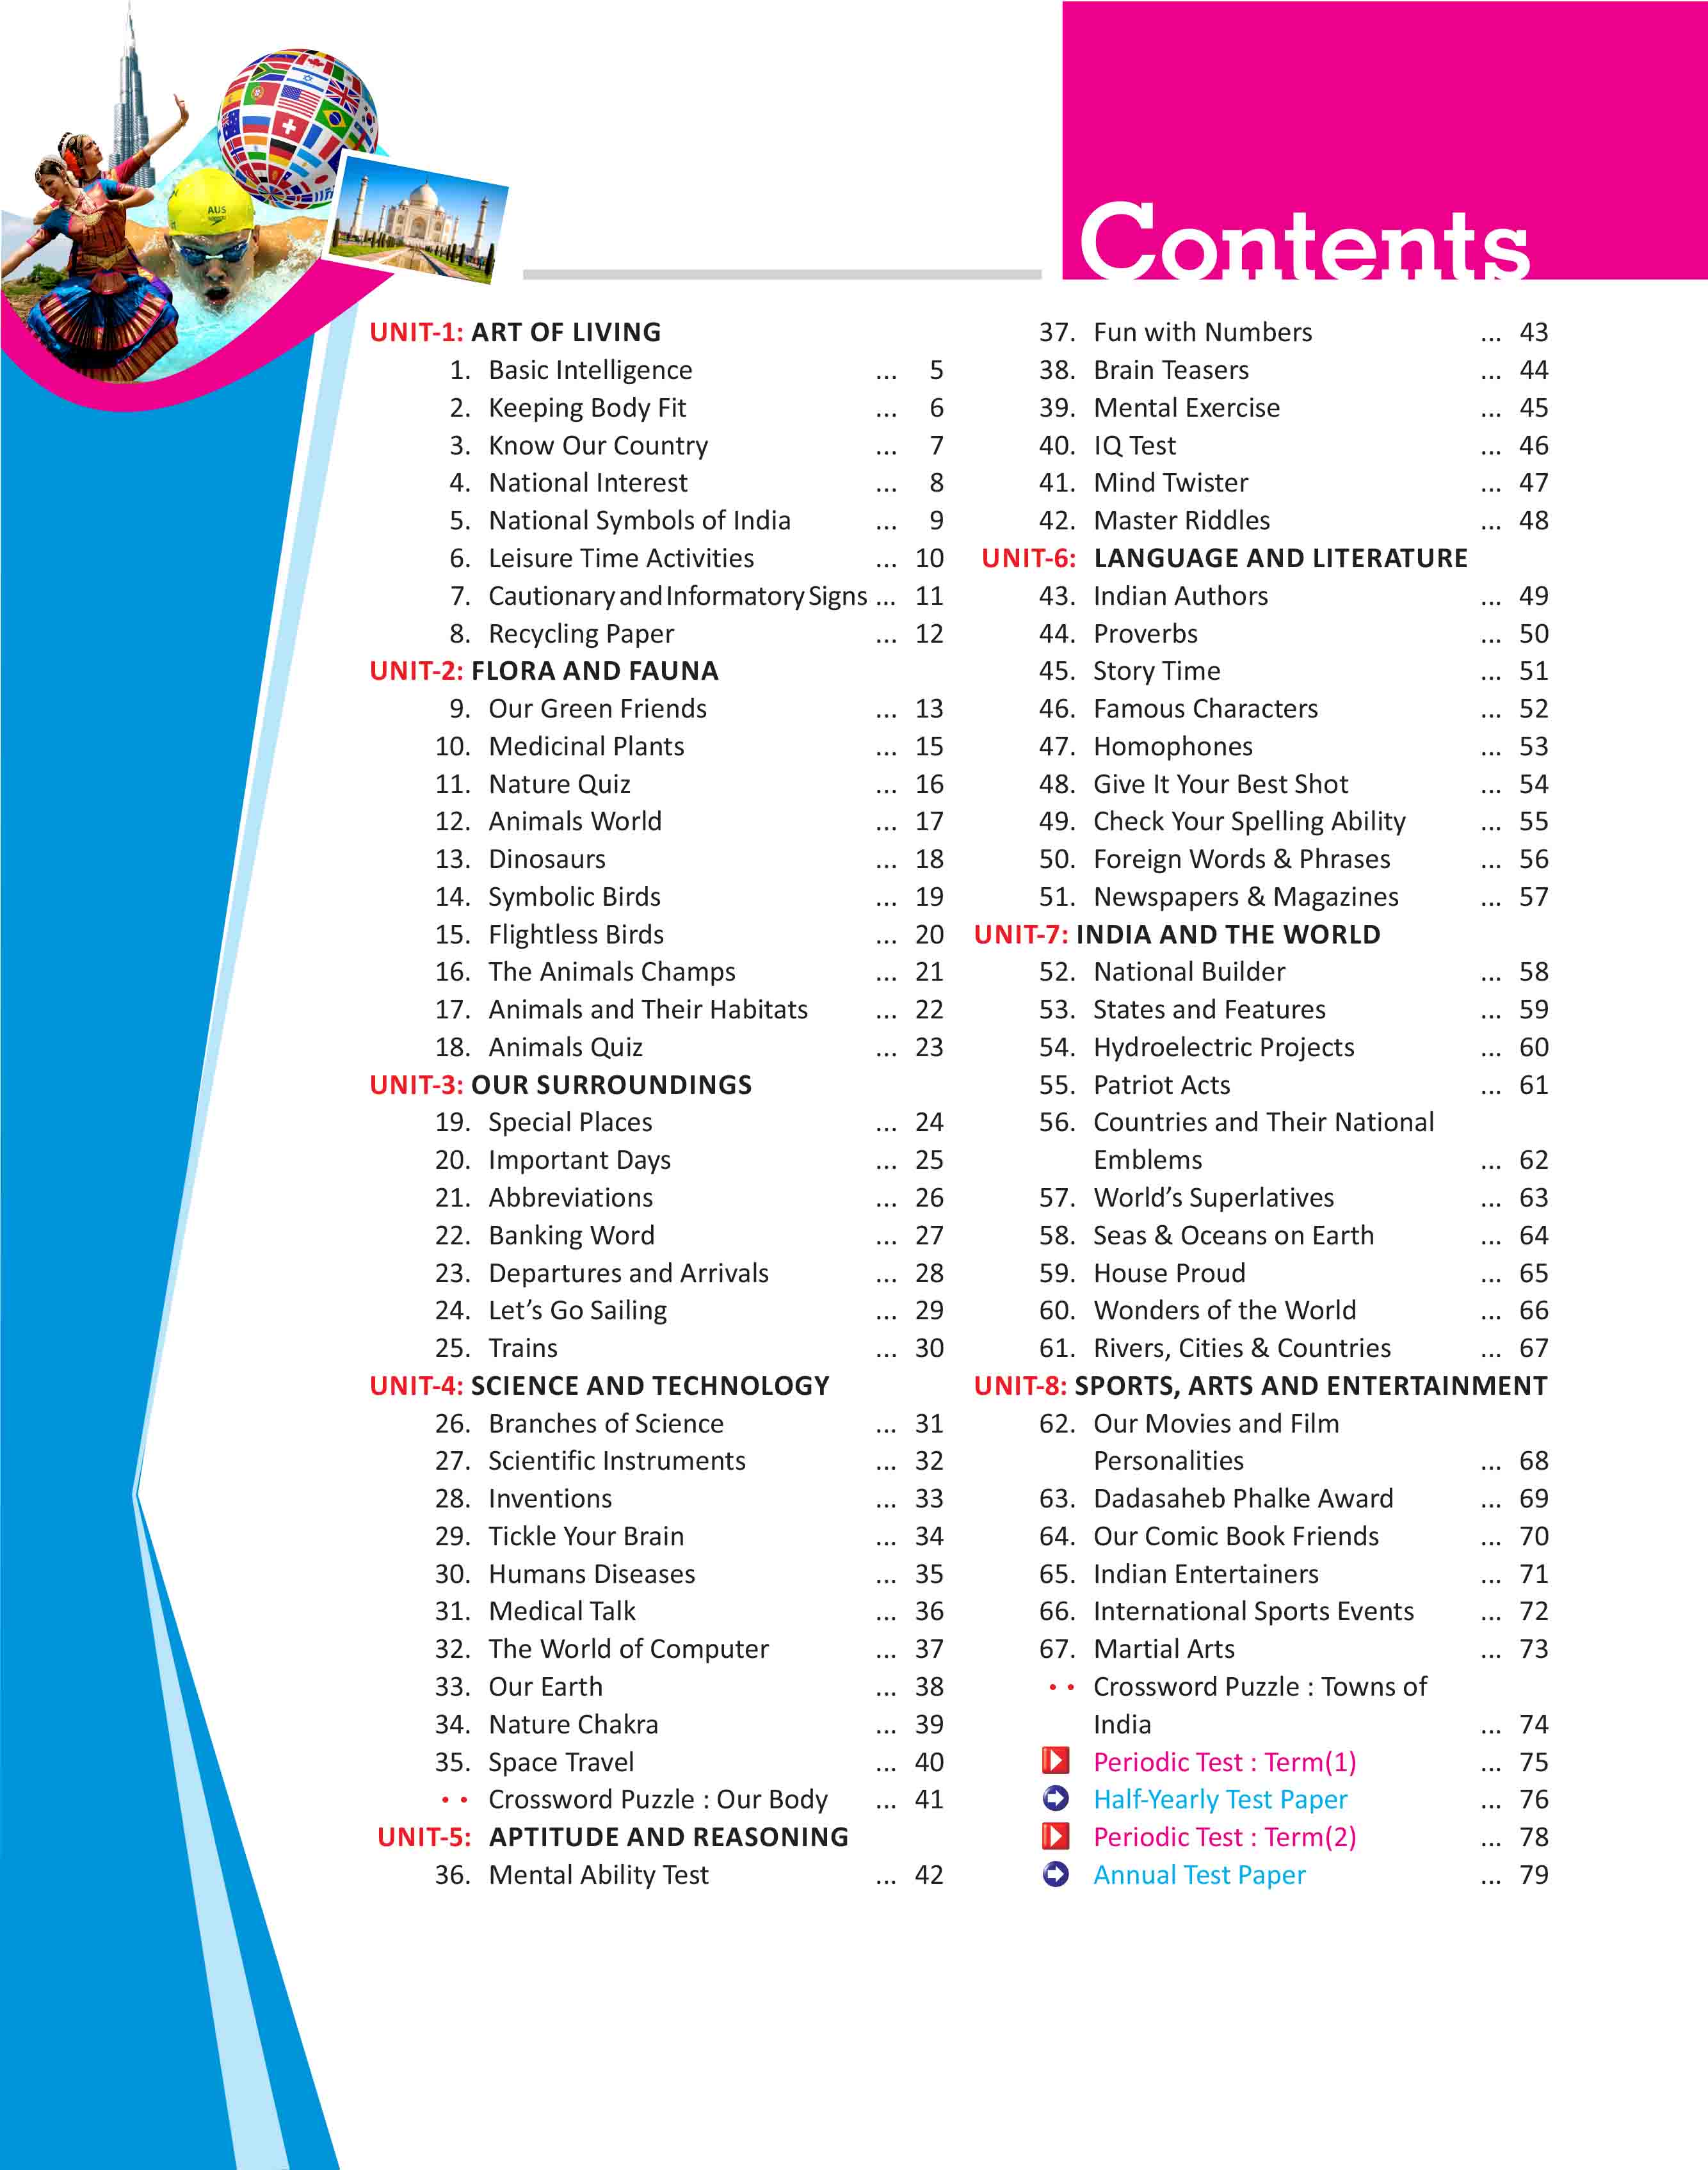 AUS
Contents
UNIT-1: ART OF LIVING
1. Basic Intelligence ... 5
2. Keeping Body Fit ... 6
3. Know Our Country ... 7
4. National Interest ... 8
5. National Symbols of India ... 9
6. Leisure Time Activities ... 10
7. Cautionary and Informatory Signs ... 11
8. Recycling Paper ... 12
UNIT-2: FLORA AND FAUNA
9. Our Green Friends ... 13
10. Medicinal Plants ... 15
11. Nature Quiz ... 16
12. Animals World ... 17
13. Dinosaurs ... 18
14. Symbolic Birds ... 19
15. Flightless Birds ... 20
16. The Animals Champs ... 21
17. Animals and Their Habitats ... 22
18. Animals Quiz ... 23
UNIT-3: OUR SURROUNDINGS
19. Special Places ... 24
20. Important Days ... 25
21. Abbreviations ... 26
22. Banking Word ... 27
23. Departures and Arrivals ... 28
24. Let’s Go Sailing ... 29
25. Trains ... 30
UNIT-4: SCIENCE AND TECHNOLOGY
26. Branches of Science ... 31
27. Scientific Instruments ... 32
28. Inventions ... 33
29. Tickle Your Brain ... 34
30. Humans Diseases ... 35
31. Medical Talk ... 36
32. The World of Computer ... 37
33. Our Earth ... 38
34. Nature Chakra ... 39
35. Space Travel ... 40
• • Crossword Puzzle : Our Body ... 41
UNIT-5: APTITUDE AND REASONING
36. Mental Ability Test ... 42
37. Fun with Numbers ... 43
38. Brain Teasers ... 44
39. Mental Exercise ... 45
40. IQ Test ... 46
41. Mind Twister ... 47
42. Master Riddles ... 48
UNIT-6: LANGUAGE AND LITERATURE
43. Indian Authors ... 49
44. Proverbs ... 50
45. Story Time ... 51
46. Famous Characters ... 52
47. Homophones ... 53
48. Give It Your Best Shot ... 54
49. Check Your Spelling Ability ... 55
50. Foreign Words & Phrases ... 56
51. Newspapers & Magazines ... 57
UNIT-7: INDIA AND THE WORLD
52. National Builder ... 58
53. States and Features ... 59
54. Hydroelectric Projects ... 60
55. Patriot Acts ... 61
56. Countries and Their National
Emblems ... 62
57. World’s Superlatives ... 63
58. Seas & Oceans on Earth ... 64
59. House Proud ... 65
60. Wonders of the World ... 66
61. Rivers, Cities & Countries ... 67
UNIT-8: SPORTS, ARTS AND ENTERTAINMENT
62. Our Movies and Film
Personalities ... 68
63. Dadasaheb Phalke Award ... 69
64. Our Comic Book Friends ... 70
65. Indian Entertainers ... 71
66. International Sports Events ... 72
67. Martial Arts ... 73
• • Crossword Puzzle : Towns of
India ... 74
Periodic Test : Term(1) ... 75
Half-Yearly Test Paper ... 76
Periodic Test : Term(2) ... 78
Annual Test Paper ... 79